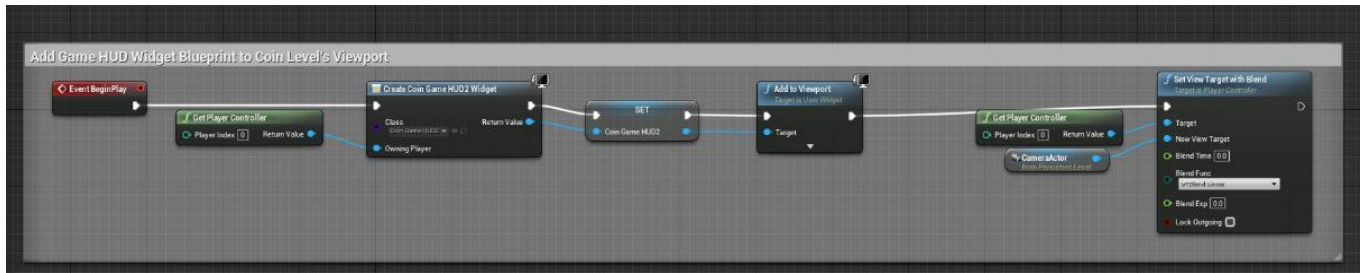 Add Game HUD Widget Blueprint to Coin Level's Viewport
Event BeginPlay
Get Player Controller
Player Index 0 Return Value
Create Coin Game HUD2 Widget
Class Return Value
Coin Game HUD2
Owning Player
SET
Coin Game HUD2
Add to Viewport
Target is User Widget
Target
Get Player Controller
Player Index 0 Return Value
CameraActor
from Persistent Level
Set View Target with Blend
Target is Player Controller
Target
New View Target
Blend Time 0.0
Blend Func
VTBlend Linear
Blend Exp 0.0
Lock Outgoing